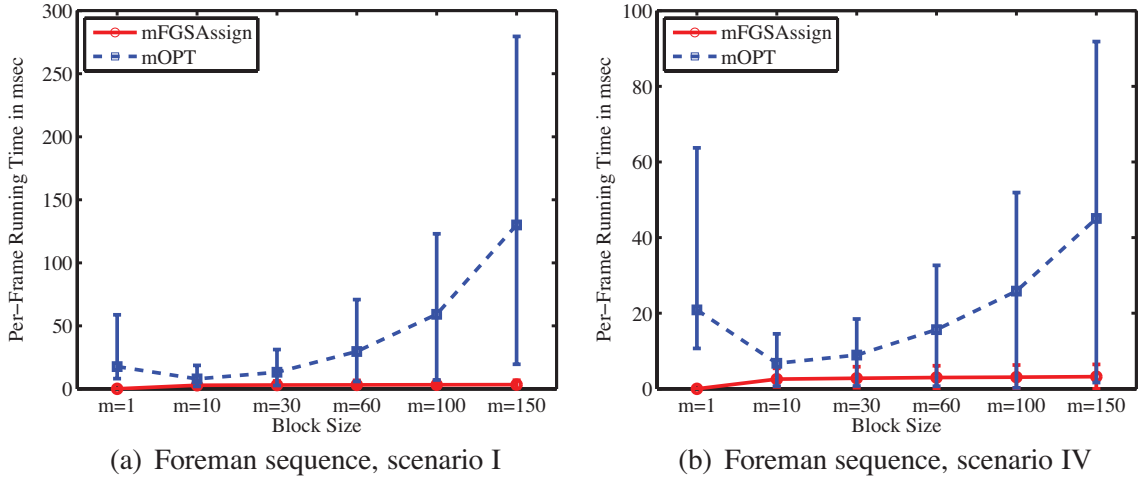 300
250
200
150
100
50
0
Per–Frame Running Time in msec
mFGSAssign
mOPT
m=1 m=10 m=30 m=60 m=100 m=150
Block Size
(a) Foreman sequence, scenario I
100
80
60
40
20
0
Per–Frame Running Time in msec
mFGSAssign
mOPT
m=1 m=10 m=30 m=60 m=100 m=150
Block Size
(b) Foreman sequence, scenario IV